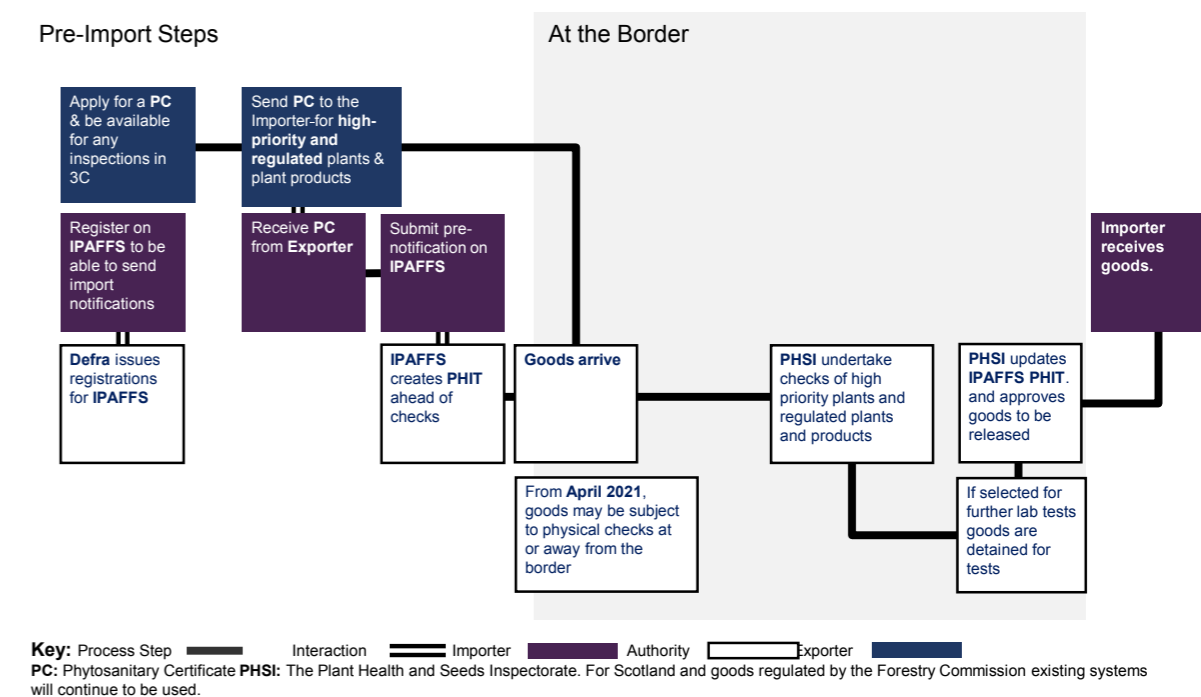 Pre-Import Steps
At the Border
Apply for a PC
& be available
for any
inspections in
3C
Send PC to the
Importer-for high-
priority and
regulated plants &
plant products
Register on
IPAFFS to be
able to send
import
notifications
Receive PC
from Exporter
Submit pre-
notification on
IPAFFS
Importer
receives
goods.
Defra issues
registrations
for IPAFFS
IPAFFS
creates PHIT
ahead of
checks
Goods arrive
PHSI undertake
checks of high
priority plants and
regulated plants
and products
PHSI updates
IPAFFS PHIT.
and approves
goods to be
released
From April 2021,
goods may be subject
to physical checks at
or away from the
border
If selected for
further lab tests
goods are
detained for
tests
Key: Process Step Interaction Importer Authority Exporter
PC: Phytosanitary Certificate PHSI: The Plant Health and Seeds Inspectorate. For Scotland and goods regulated by the Forestry Commission existing systems
will continue to be used.